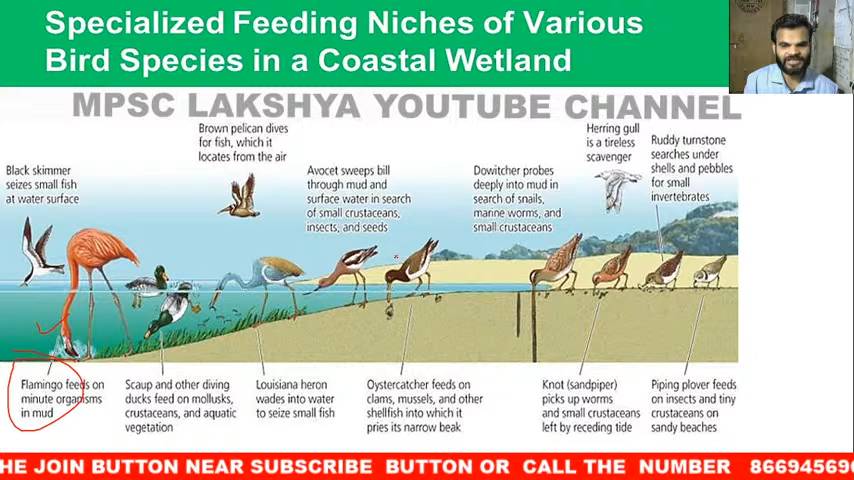 Specialized Feeding Niches of Various
Bird Species in a Coastal Wetland
MPSC LAKSHYA YOUTUBE CHANNEL
Black skimmer
seizes small fish
at water surface
Brown pelican dives
for fish, which it
locates from the air
Avocet sweeps bill
through mud and
surface water in search
of small crustaceans,
insects, and seeds
Dowitcher probes
deeply into mud in
search of snails,
marine worms, and
small crustaceans
Herring gull
is a tireless
scavenger
Ruddy turnstone
searches under
shells and pebbles
for small
invertebrates
Flamingo feeds on
minute organisms
in mud
Scaup and other diving
ducks feed on mollusks,
crustaceans, and aquatic
vegetation
Louisiana heron
wades into water
to seize small fish
Oystercatcher feeds on
clams, mussels, and other
shellfish into which it
pries its narrow beak
Knot (sandpiper)
picks up worms
and small crustaceans
left by receding tide
Piping plover feeds
on insects and tiny
crustaceans on
sandy beaches
HE JOIN BUTTON NEAR SUBSCRIBE BUTTON OR CALL THE NUMBER 866945690